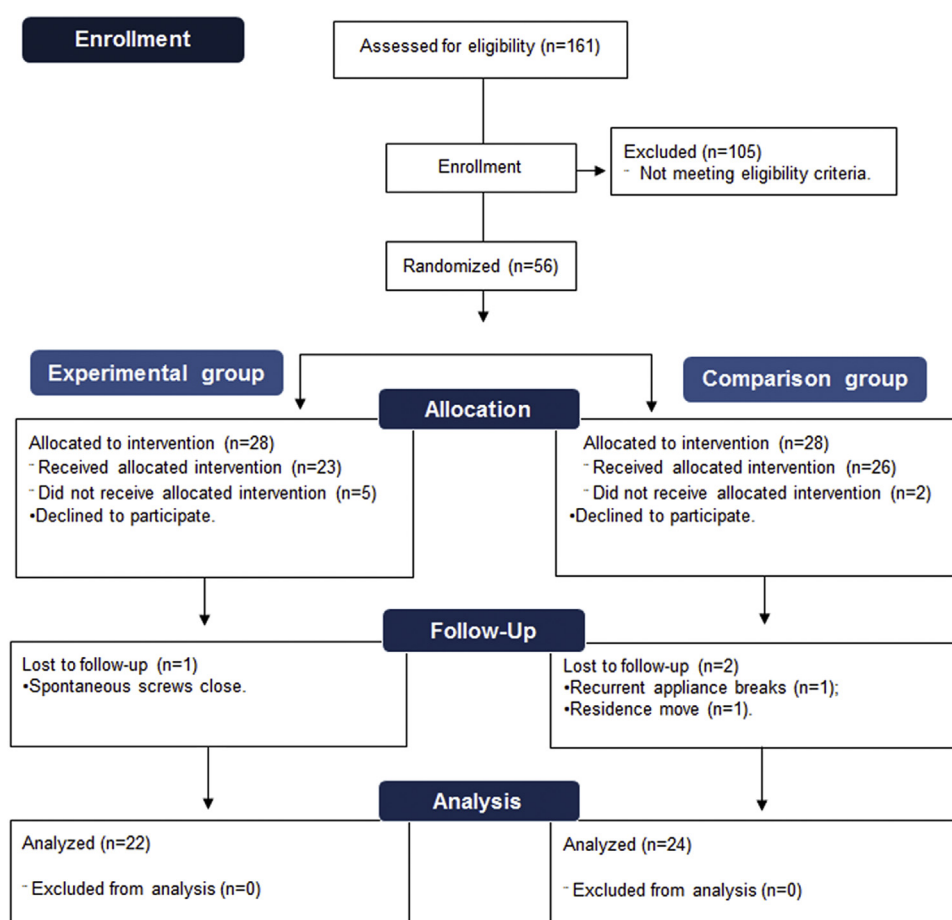 Enrollment
Assessed for eligibility (n=161)
Enrollment
Excluded (n=105)
- Not meeting eligibility criteria.
Randomized (n=56)
Experimental group
Comparison group
Allocation
Allocated to intervention (n=28)
- Received allocated intervention (n=23)
- Did not receive allocated intervention (n=5)
•Declined to participate.
Allocated to intervention (n=28)
- Received allocated intervention (n=26)
- Did not receive allocated intervention (n=2)
•Declined to participate.
Follow-Up
Lost to follow-up (n=1)
•Spontaneous screws close.
Lost to follow-up (n=2)
•Recurrent appliance breaks (n=1);
•Residence move (n=1).
Analysis
Analyzed (n=22)
- Excluded from analysis (n=0)
Analyzed (n=24)
- Excluded from analysis (n=0)